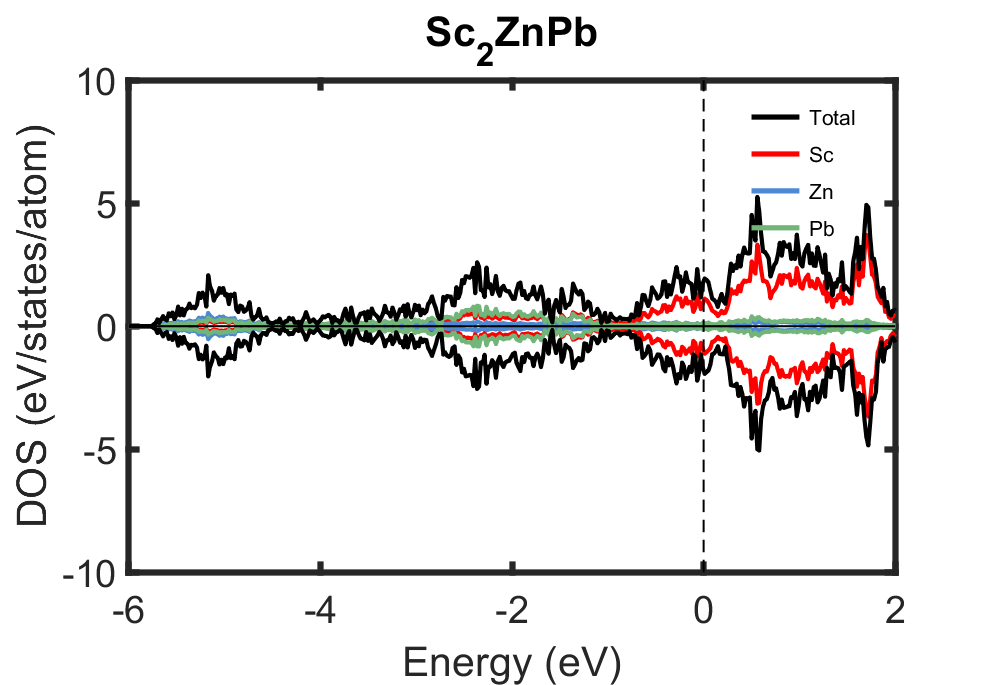 Sc₂ZnPb
10
5
0
-5
-10
DOS (eV/states/atom)
Total
Sc
Zn
Pb
-6 -4 -2 0 2
Energy (eV)